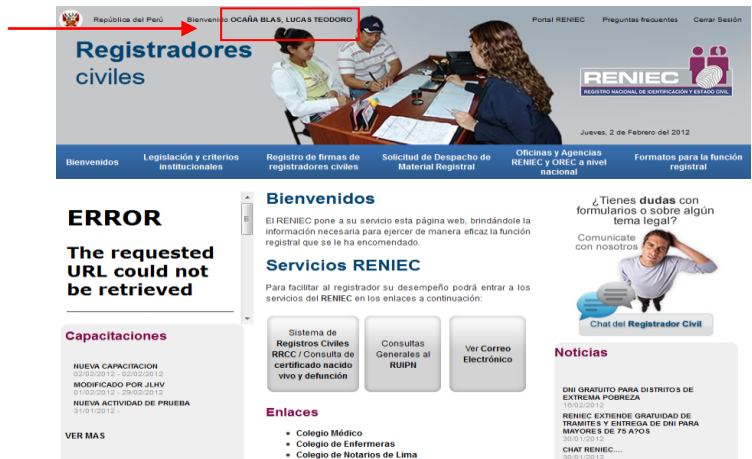 República del Perú
Bienvenido OCAÑA BLAS, LUCAS TEODORO
Portal RENIEC
Preguntas frecuentes
Cerrar Sesión
Registradores
civiles
RENIEC
REGISTRO NACIONAL DE IDENTIFICACIÓN Y ESTADO CIVIL
Jueves, 2 de Febrero del 2012
Bienvenidos
Legislación y criterios
institucionales
Registro de firmas de
registradores civiles
Solicitud de Despacho de
Material Registral
Oficinas y Agencias
RENIEC y OREC a nivel
nacional
Formatos para la función
registral
ERROR
The requested
URL could not
be retrieved
Capacitaciones
NUEVA CAPACITACION
02/02/2012 - 02/02/2012
MODIFICADO POR JLHV
01/02/2012 - 29/02/2012
NUEVA ACTIVIDAD DE PRUEBA
31/01/2012 -
VER MAS
Bienvenidos
El RENIEC pone a su servicio esta página web, brindándole la
información necesaria para ejercer de manera eficaz la función
registral que se le ha encomendado.
Servicios RENIEC
Para facilitar al registrador su desempeño podrá entrar a los
servicios del RENIEC en los enlaces a continuación:
Sistema de
Registros Civiles
RRCC / Consulta de
certificado nacido
vivo y defunción
Consultas
Generales al
RUIPN
Ver Correo
Electrónico
Enlaces
• Colegio Médico
• Colegio de Enfermeras
• Colegio de Notarios de Lima
¿Tienes dudas con
formularios o sobre algún
tema legal?
Comunicate
con nosotros
Chat del Registrador Civil
Noticias
DNI GRATUITO PARA DISTRITOS DE
EXTREMA POBREZA
16/02/2012
RENIEC EXTIENDE GRATUIDAD DE
TRAMITES Y ENTREGA DE DNI PARA
MAYORES DE 75 A?OS
30/01/2012
CHAT RENIEC....
30/01/2012